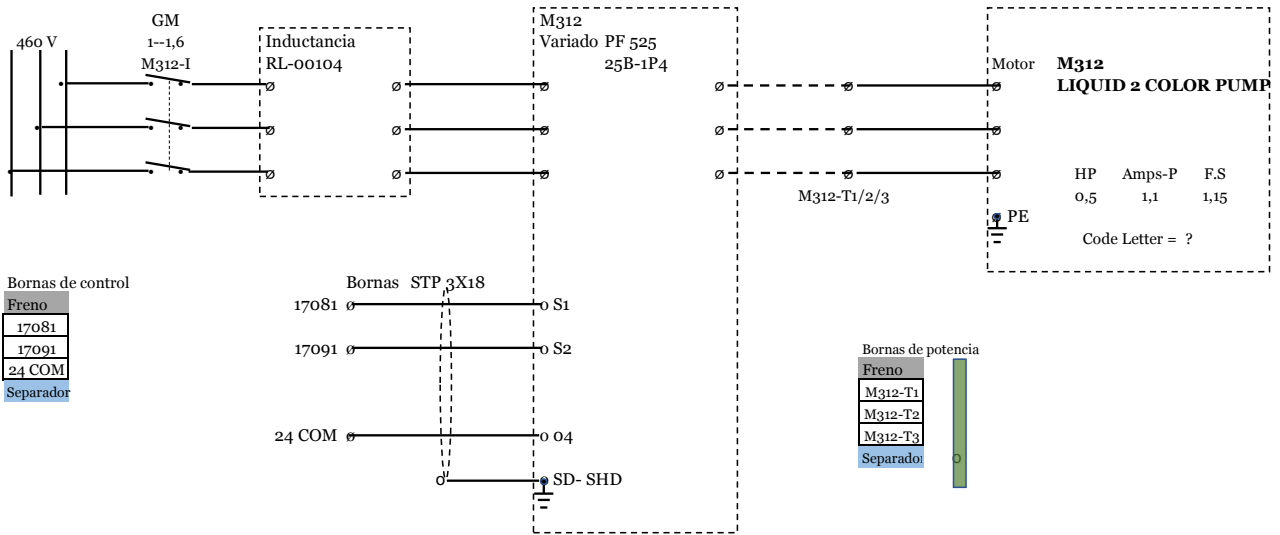 460 V
GM
1--1,6
M312-I
Inductancia
RL-00104
M312
Variado PF 525
25B-1P4
Motor M312
LIQUID 2 COLOR PUMP
HP Amps-P F.S
0,5 1,1 1,15
M312-T1/2/3
PE
Code Letter = ?
Bornas de control
Freno
17081
17091
24 COM
Separador
Bornas STP 3X18
17081 S1
17091 S2
24 COM 04
SD- SHD
Bornas de potencia
Freno
M312-T1
M312-T2
M312-T3
Separador